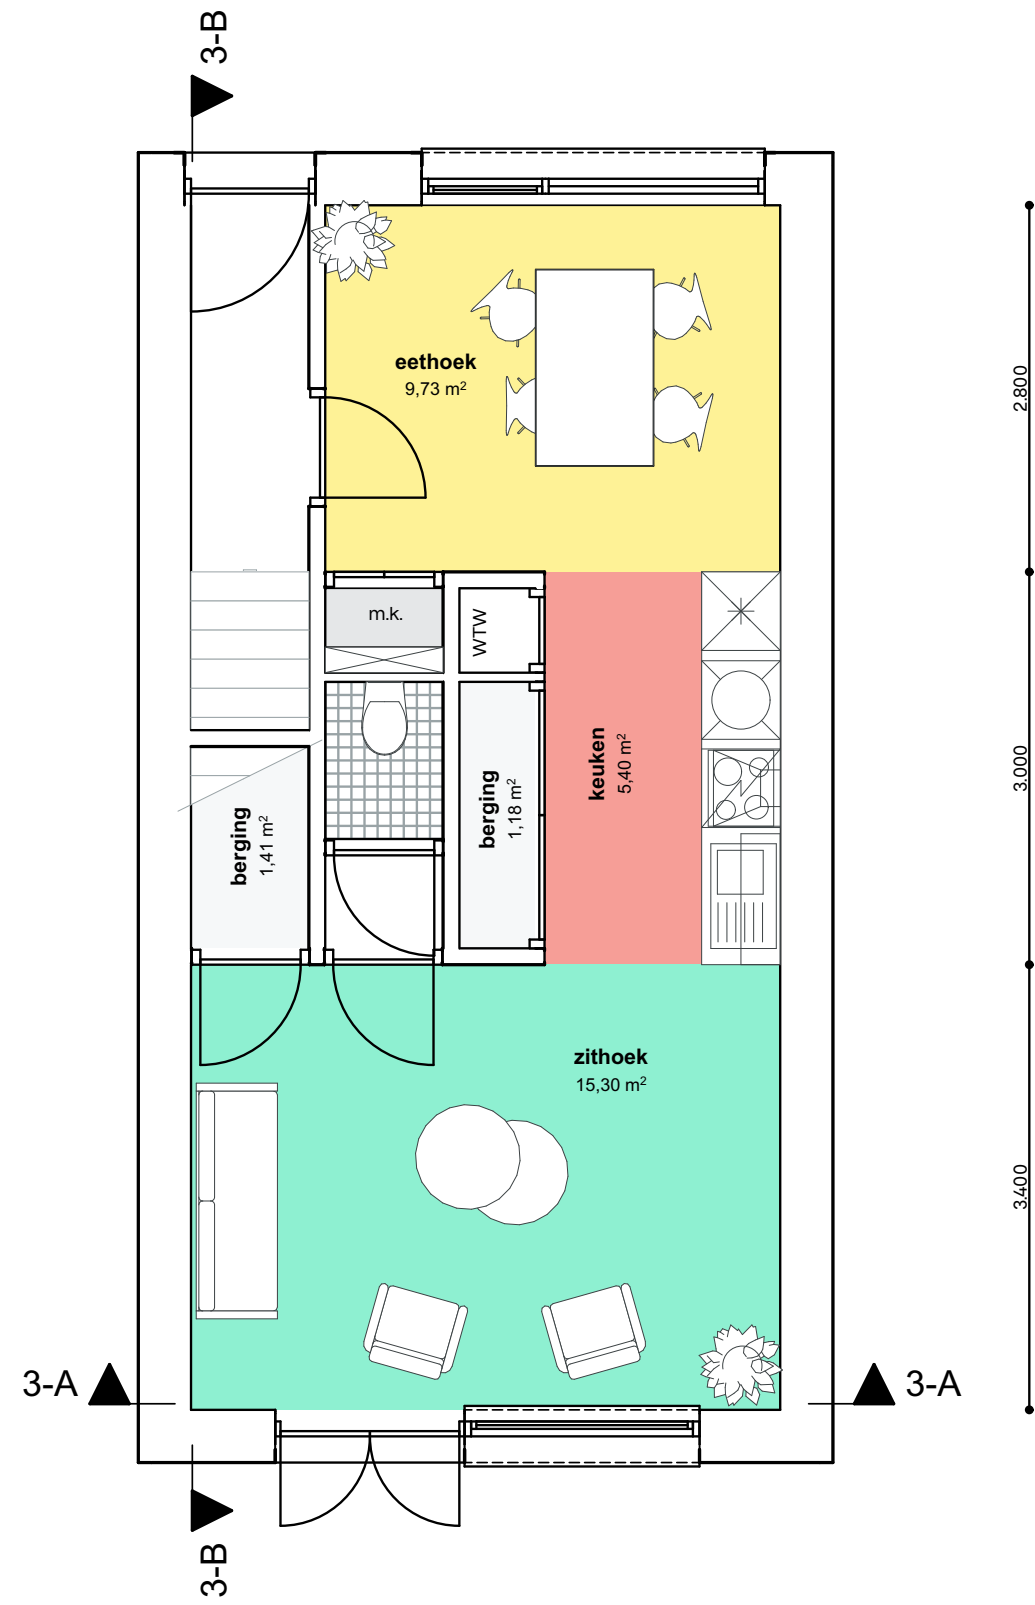 3-B
eethoek
9,73 m²
2.800
m.k.
WTW
keuken
5,40 m²
3.000
berging
1,18 m²
berging
1,41 m²
zithoek
15,30 m²
3.400
3-A
3-A
3-B